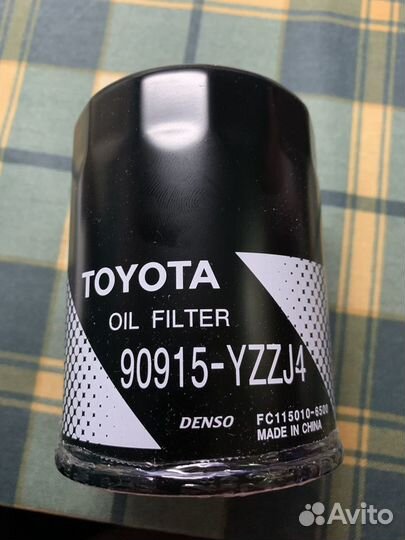 TOYOTA
OIL FILTER
90915-YZZJ4
DENSO
FC115010-6500
MADE IN CHINA
Avito